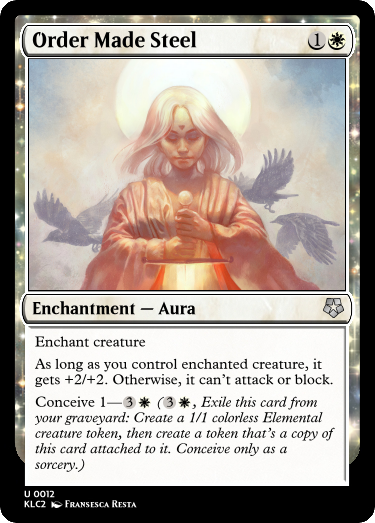 Order Made Steel 1
Enchantment — Aura
Enchant creature
As long as you control enchanted creature, it
gets +2/+2. Otherwise, it can't attack or block.
Conceive 1—3 (3, Exile this card from
your graveyard: Create a 1/1 colorless Elemental
creature token, then create a token that's a copy of
this card attached to it. Conceive only as a
sorcery.)
U 0012
KLC2 Fransesca Resta